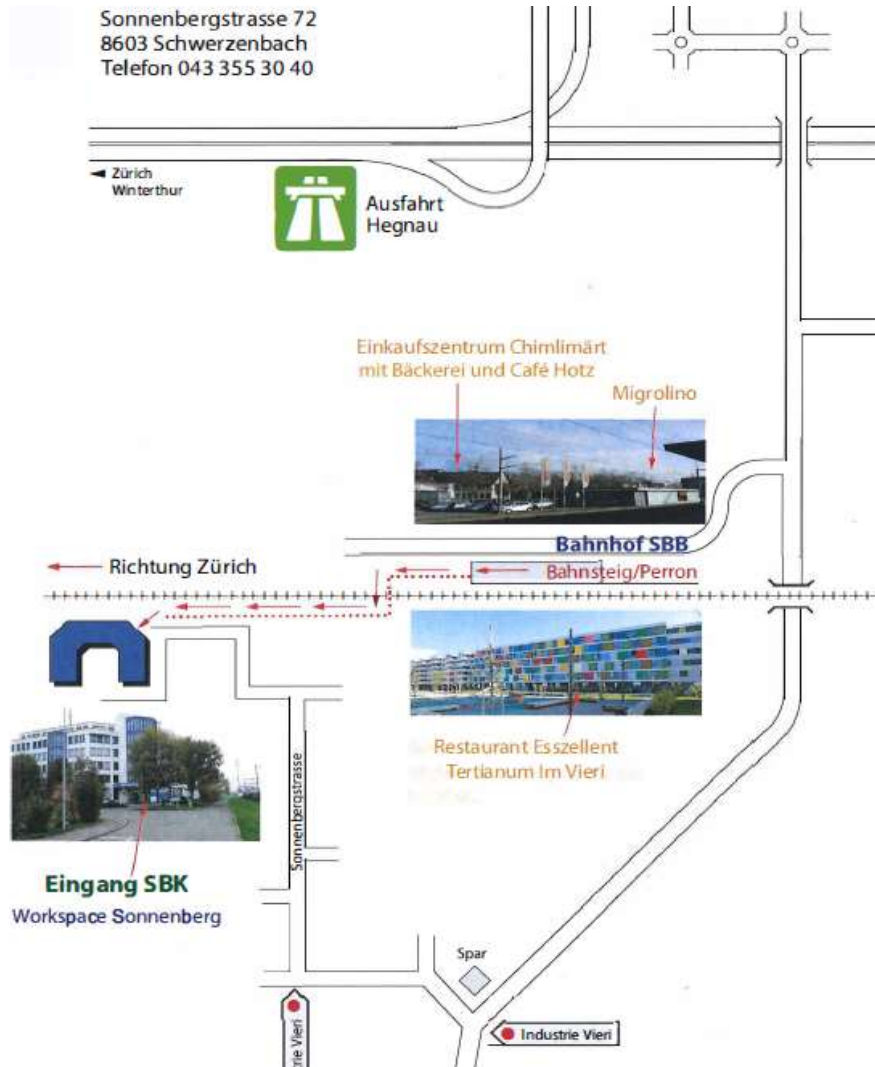 Sonnenbergstrasse 72
8603 Schwerzenbach
Telefon 043 355 30 40
Zürich
Winterthur
Ausfahrt
Hegnau
Einkaufszentrum Chimlimärt
mit Bäckerei und Café Hotz
Migrolino
Bahnhof SBB
Richtung Zürich
Bahnsteig/Perron
Restaurant Esszellent
Tertianum Im Vieri
Sonnenbergstrasse
Eingang SBK
Workspace Sonnenberg
Spar
Industrie Vieri
trie Vieri